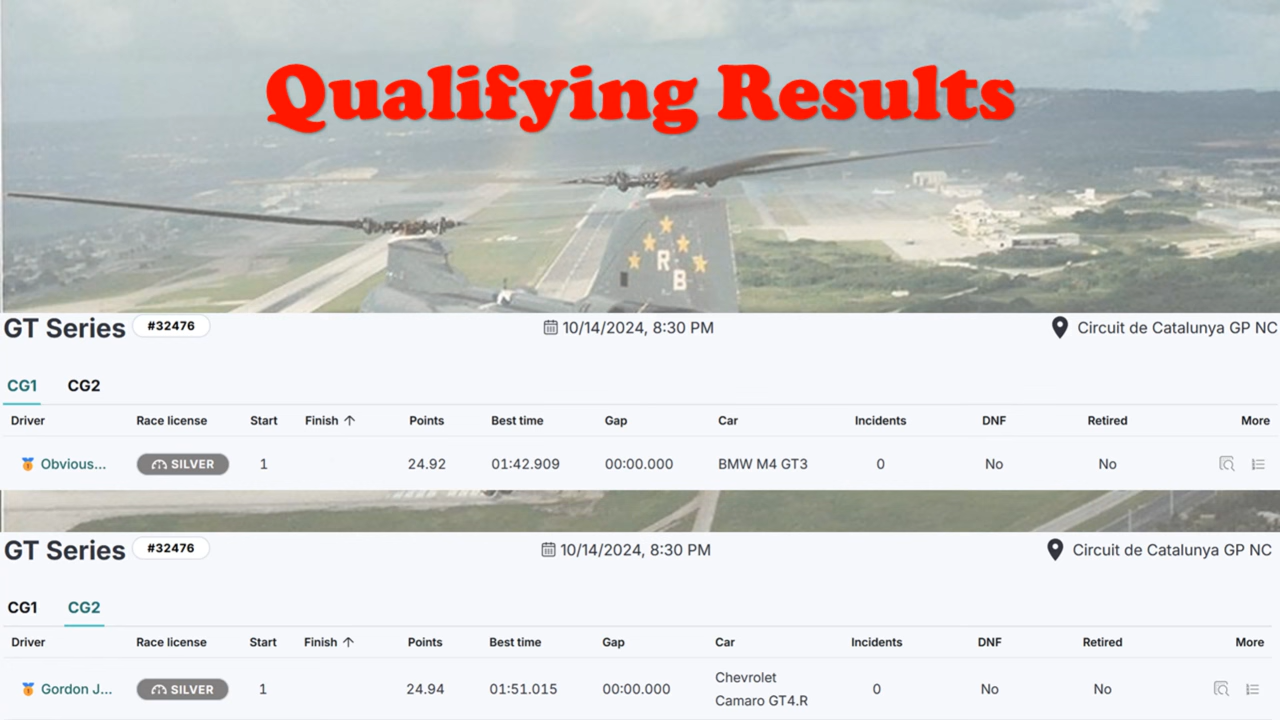 Qualifying Results
R
B
GT Series #32476 10/14/2024, 8:30 PM Circuit de Catalunya GP NC
CG1 CG2
Driver Race license Start Finish ↑ Points Best time Gap Car Incidents DNF Retired More
Obvious... SILVER 1 24.92 01:42.909 00:00.000 BMW M4 GT3 0 No No
GT Series #32476 10/14/2024, 8:30 PM Circuit de Catalunya GP NC
CG1 CG2
Driver Race license Start Finish ↑ Points Best time Gap Car Incidents DNF Retired More
Gordon J... SILVER 1 24.94 01:51.015 00:00.000 Chevrolet Camaro GT4.R 0 No No